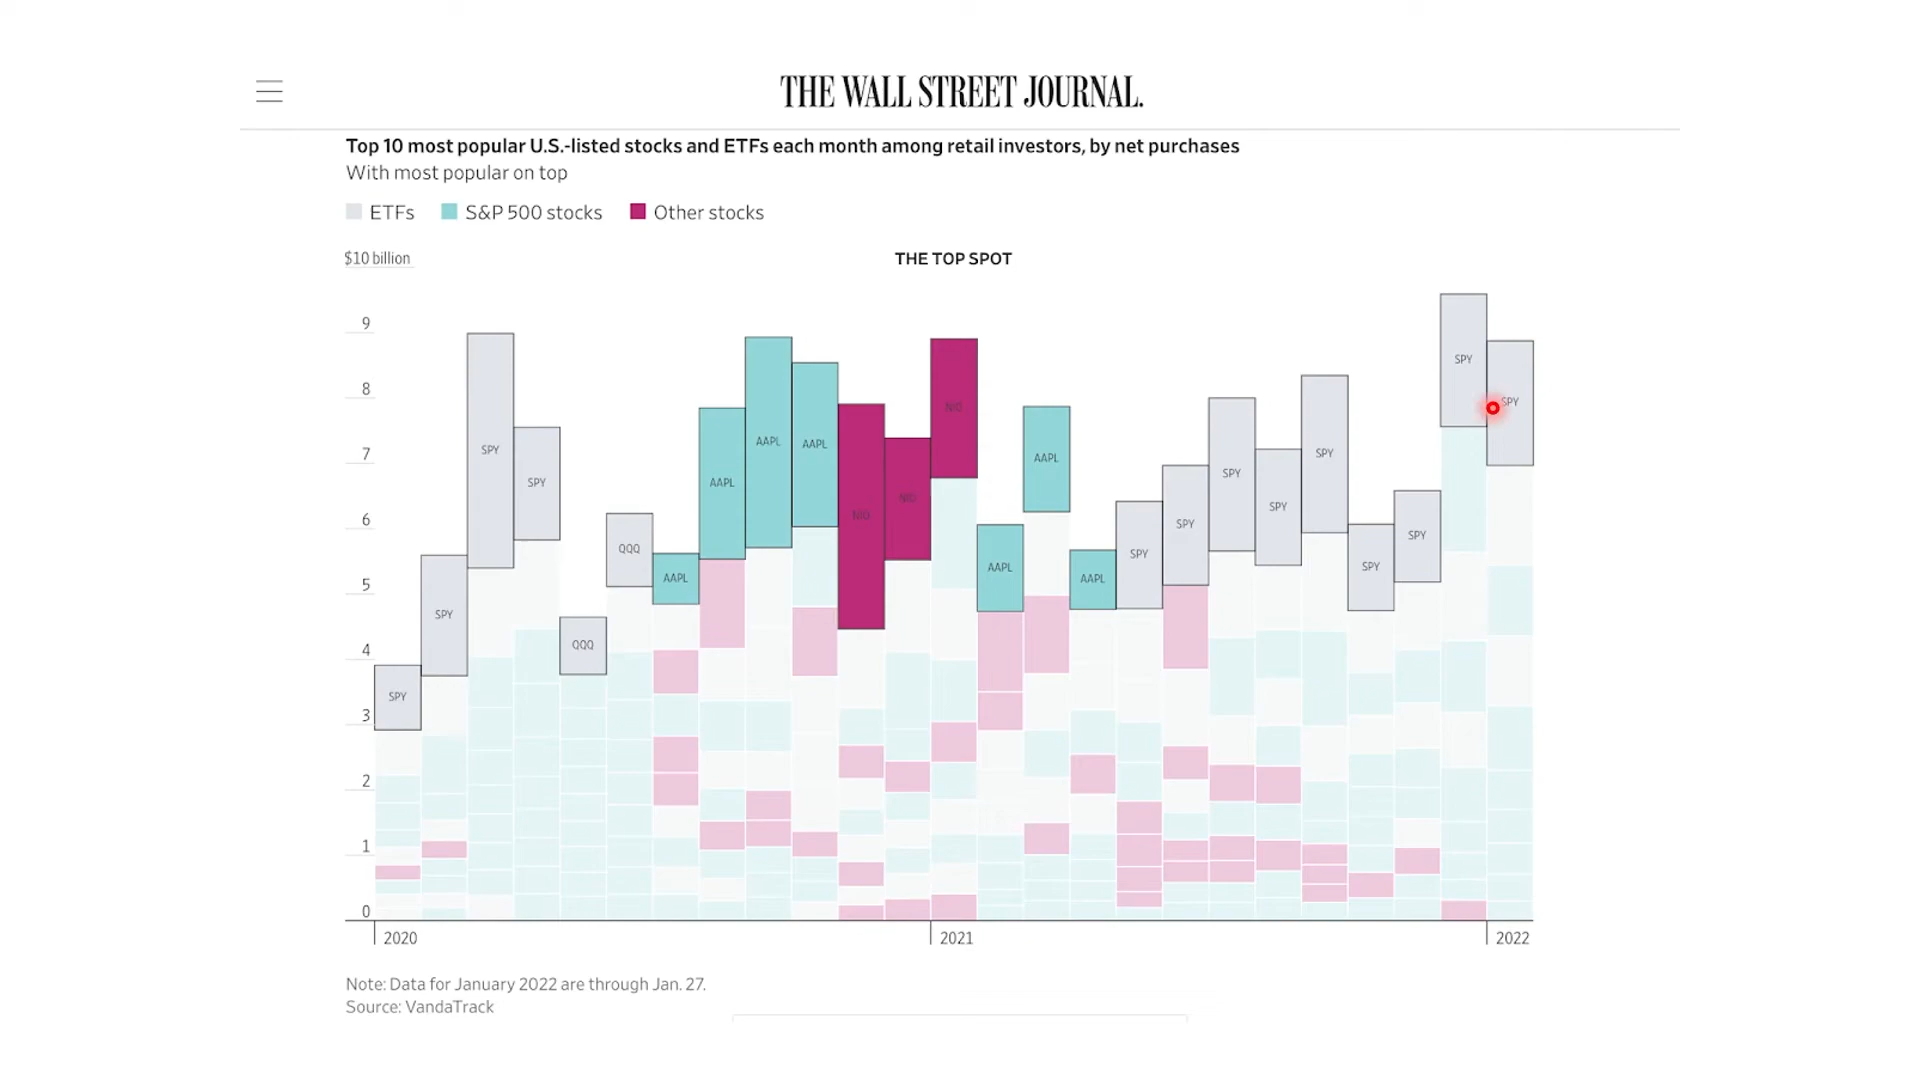 THE WALL STREET JOURNAL.
Top 10 most popular U.S.-listed stocks and ETFs each month among retail investors, by net purchases
With most popular on top
ETFs S&P 500 stocks Other stocks
$10 billion
THE TOP SPOT
9
8
7
6
5
4
3
2
1
0
SPY
SPY
SPY
SPY
QQQ
QQQ
AAPL
AAPL
AAPL
AAPL
NIO
NIO
NIO
AAPL
AAPL
AAPL
SPY
SPY
SPY
SPY
SPY
SPY
SPY
SPY
SPY
2020 2021 2022
Note: Data for January 2022 are through Jan. 27.
Source: VandaTrack